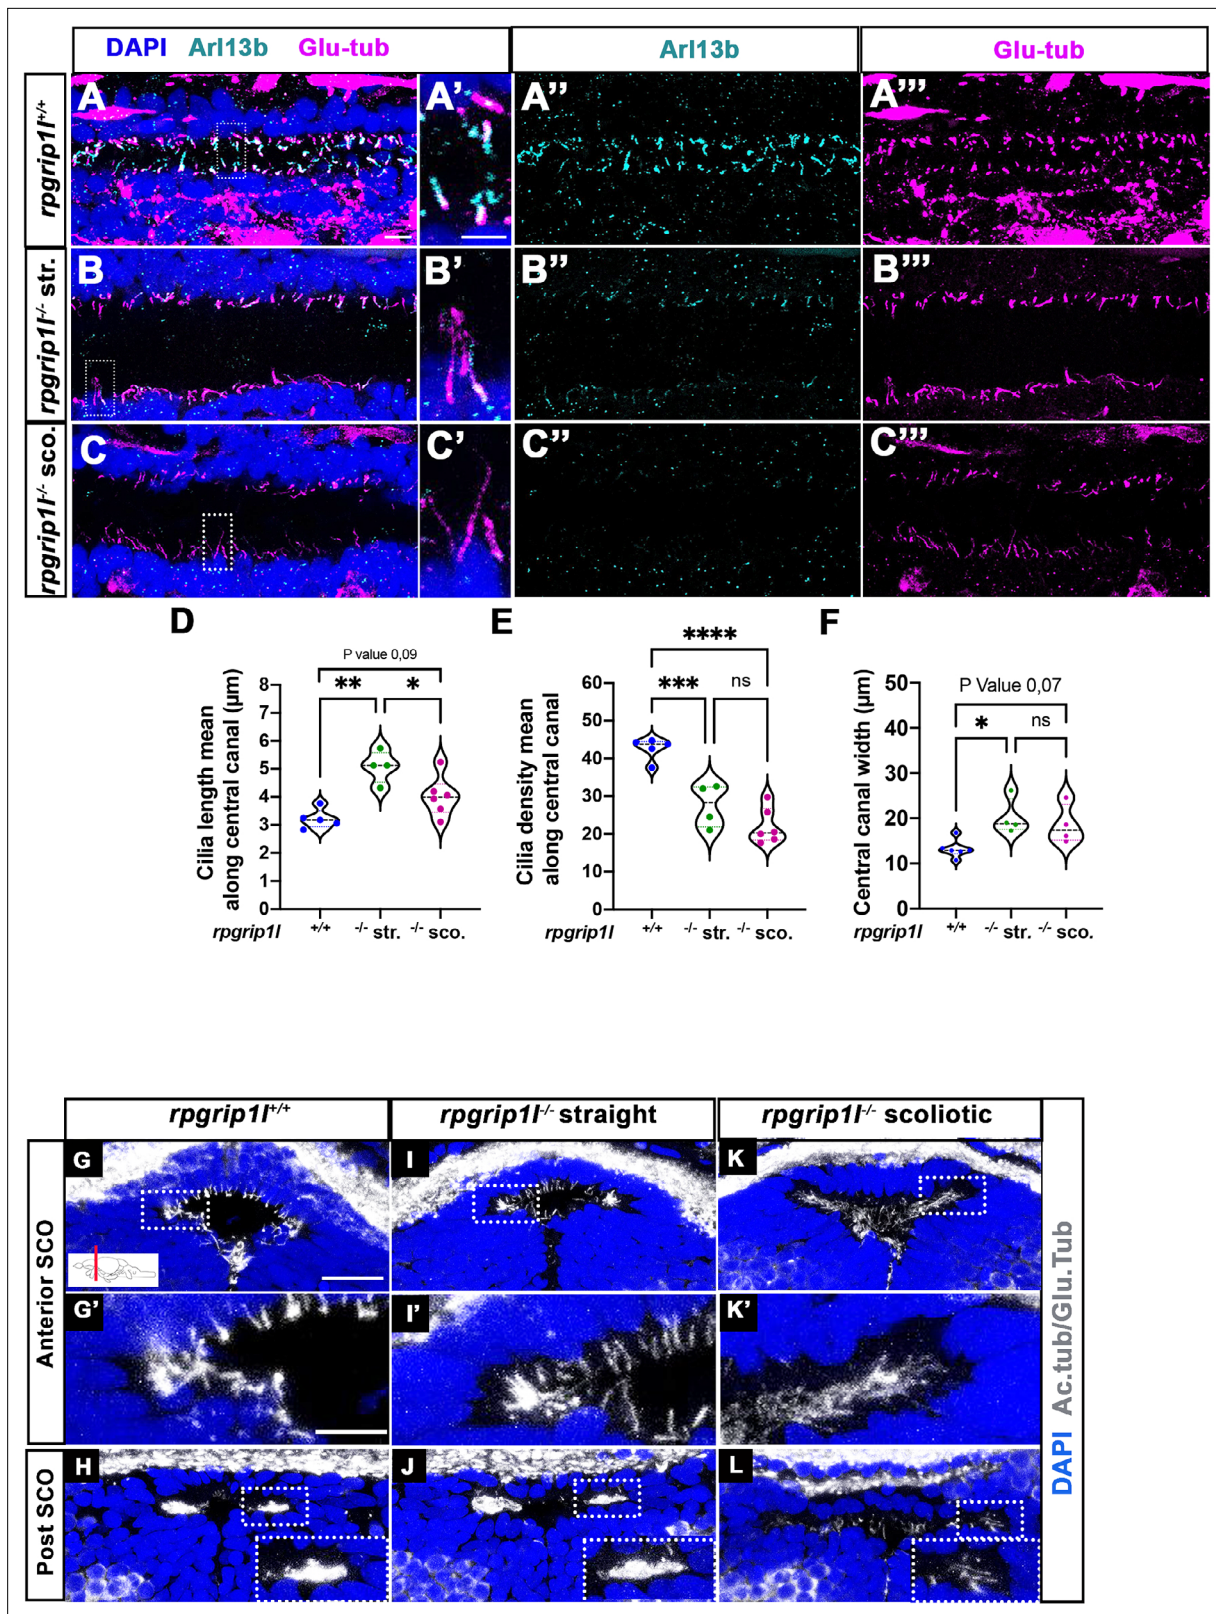 DAPI Arl13b Glu-tub
Arl13b
Glu-tub
rpgrip1l+/+
A
A'
A''
A'''
rpgrip1l-/- str.
B
B'
B''
B'''
rpgrip1l-/- sco.
C
C'
C''
C'''
D
P value 0,09
** *
Cilia length mean
along central canal (µm)
8
7
6
5
4
3
2
1
0
rpgrip1l +/+ -/- str. -/- sco.
E
****
*** ns
Cilia density mean
along central canal
60
50
40
30
20
10
0
rpgrip1l +/+ -/- str. -/- sco.
F
P Value 0,07
* ns
Central canal width (µm)
50
40
30
20
10
0
rpgrip1l +/+ -/- str. -/- sco.
rpgrip1l+/+
rpgrip1l-/- straight
rpgrip1l-/- scoliotic
Anterior SCO
G
I
K
G'
I'
K'
Post SCO
H
J
L
DAPI Ac.tub/Glu.Tub